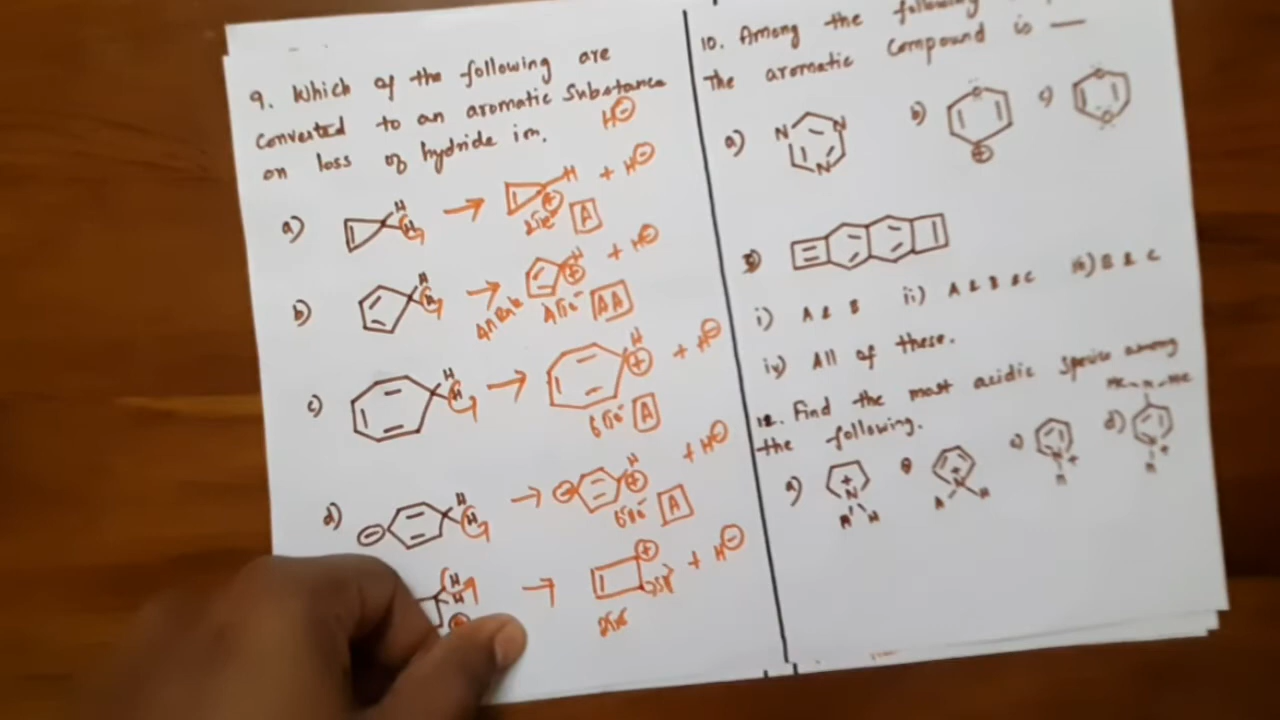 9. Which of the following are
converted to an aromatic substance
on loss of hydride ion. H⊖
a) H H → H ⊕ + H⊖
2πe⁻ A
b) H H → H ⊕ + H⊖
4πe⁻ AA
c) H H → H ⊕ + H⊖
6πe⁻ A
d) ⊖ H H → ⊖ H ⊕ + H⊖
6πe⁻ A
H H → ⊕ + H⊖
10. Among the following
The aromatic compound is —
a) N N N b) ⊕ c)
i) A & B ii) A & B & C iii) B & C
iv) All of these.
12. Find the most acidic species among
the following.
a) + N H H + N H c) N + H d) Me - N - Me N + H